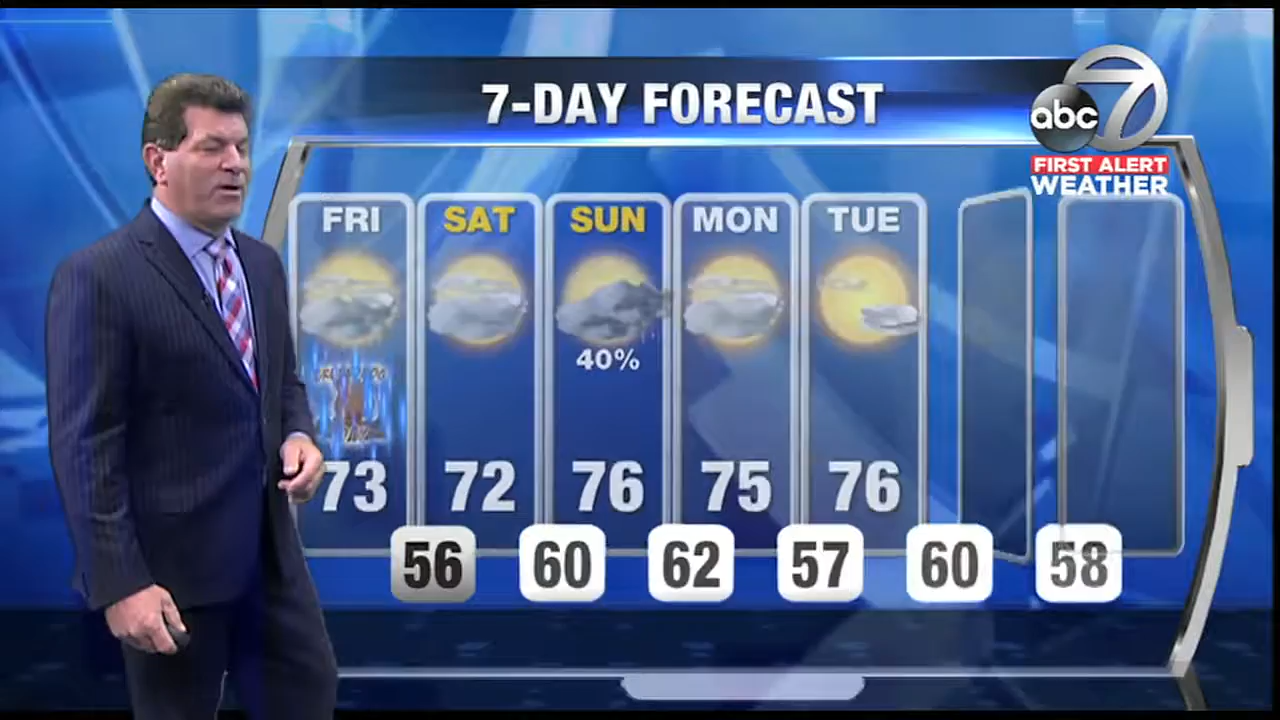 7-DAY FORECAST
abc 7
FIRST ALERT
WEATHER
FRI SAT SUN MON TUE
40%
73 72 76 75 76
56 60 62 57 60 58